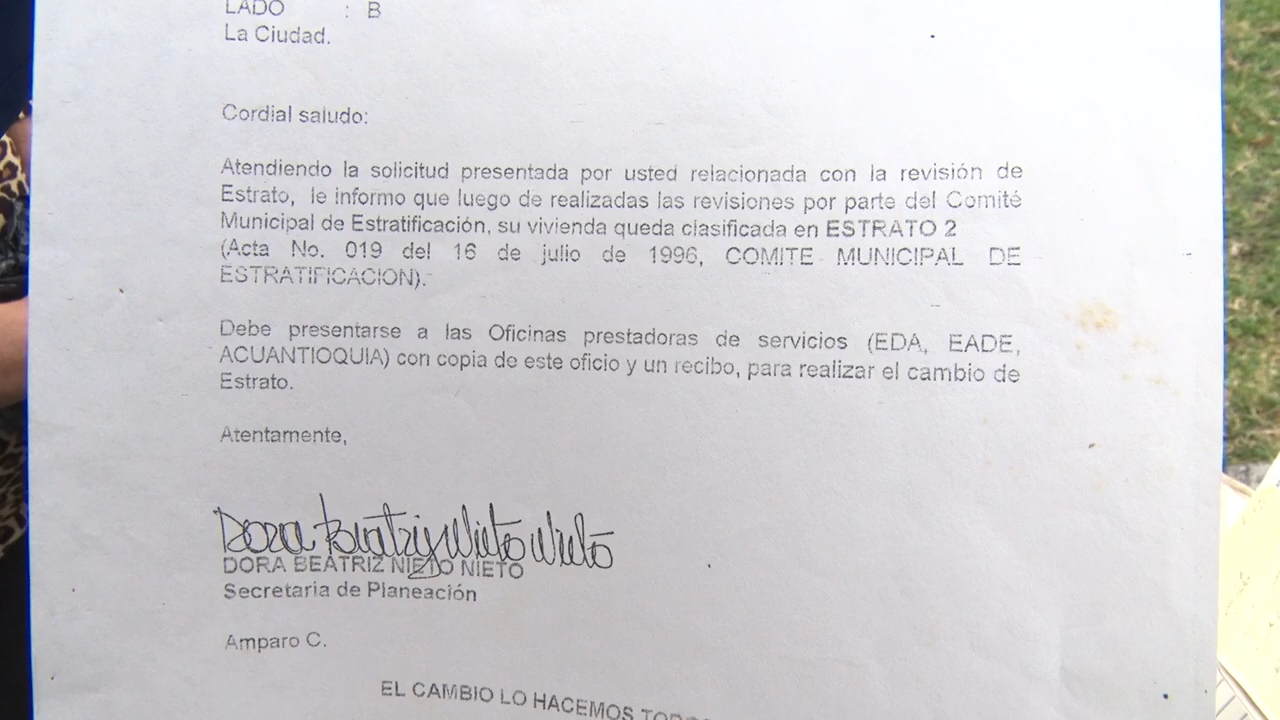 LADO : B
La Ciudad.
Cordial saludo:
Atendiendo la solicitud presentada por usted relacionada con la revisión de
Estrato, le informo que luego de realizadas las revisiones por parte del Comité
Municipal de Estratificación, su vivienda queda clasificada en ESTRATO 2
(Acta No. 019 del 16 de julio de 1996, COMITE MUNICIPAL DE
ESTRATIFICACION).
Debe presentarse a las Oficinas prestadoras de servicios (EDA, EADE,
ACUANTIOQUIA) con copia de este oficio y un recibo, para realizar el cambio de
Estrato.
Atentamente,
Dora Beatriz Nieto Nieto
DORA BEATRIZ NIETO NIETO
Secretaria de Planeación
Amparo C.
EL CAMBIO LO HACEMOS